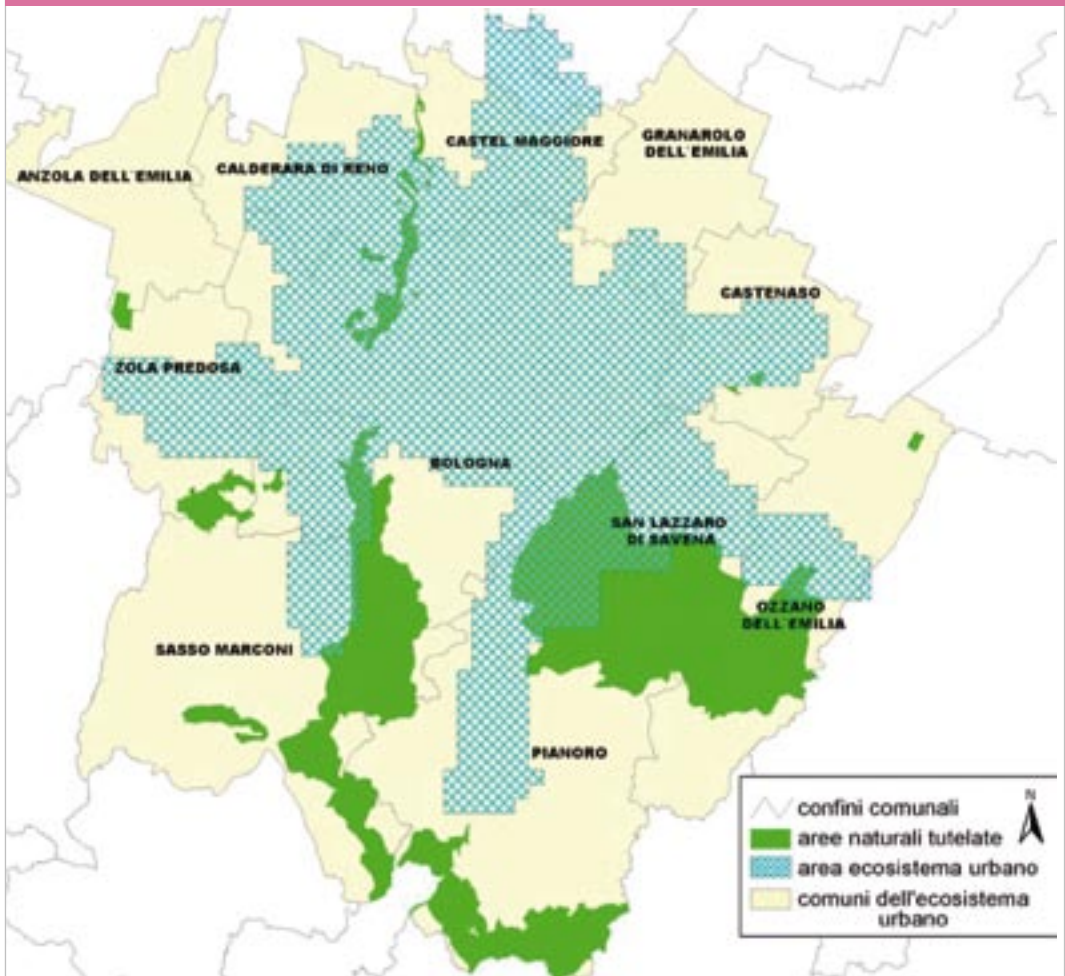 CASTEL MAGGIORE
GRANAROLO
DELL'EMILIA
ANZOLA DELL'EMILIA
CALDERARA DI RENO
CASTENASO
ZOLA PREDOSA
BOLOGNA
SAN LAZZARO
DI SAVENA
OZZANO
DELL'EMILIA
SASSO MARCONI
PIANORO
N
confini comunali
aree naturali tutelate
area ecosistema urbano
comuni dell'ecosistema
urbano